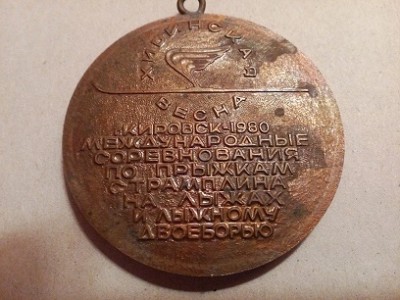 ХИБИНСКАЯ
ВЕСНА
Г.КИРОВСК-1980
МЕЖДУНАРОДНЫЕ
СОРЕВНОВАНИЯ
ПО ПРЫЖКАМ
С ТРАМПЛИНА
НА ЛЫЖАХ
И ЛЫЖНОМУ
ДВОЕБОРЬЮ